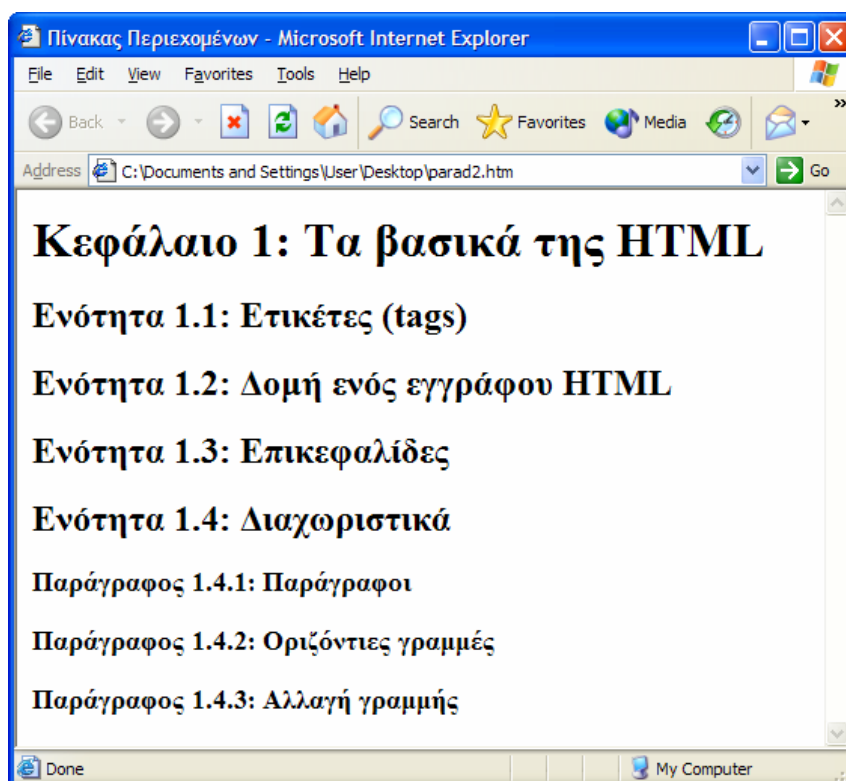 Πίνακας Περιεχομένων - Microsoft Internet Explorer
File Edit View Favorites Tools Help
Back Search Favorites Media »
Address C:\Documents and Settings\User\Desktop\parad2.htm Go
Κεφάλαιο 1: Τα βασικά της HTML
Ενότητα 1.1: Ετικέτες (tags)
Ενότητα 1.2: Δομή ενός εγγράφου HTML
Ενότητα 1.3: Επικεφαλίδες
Ενότητα 1.4: Διαχωριστικά
Παράγραφος 1.4.1: Παράγραφοι
Παράγραφος 1.4.2: Οριζόντιες γραμμές
Παράγραφος 1.4.3: Αλλαγή γραμμής
Done My Computer